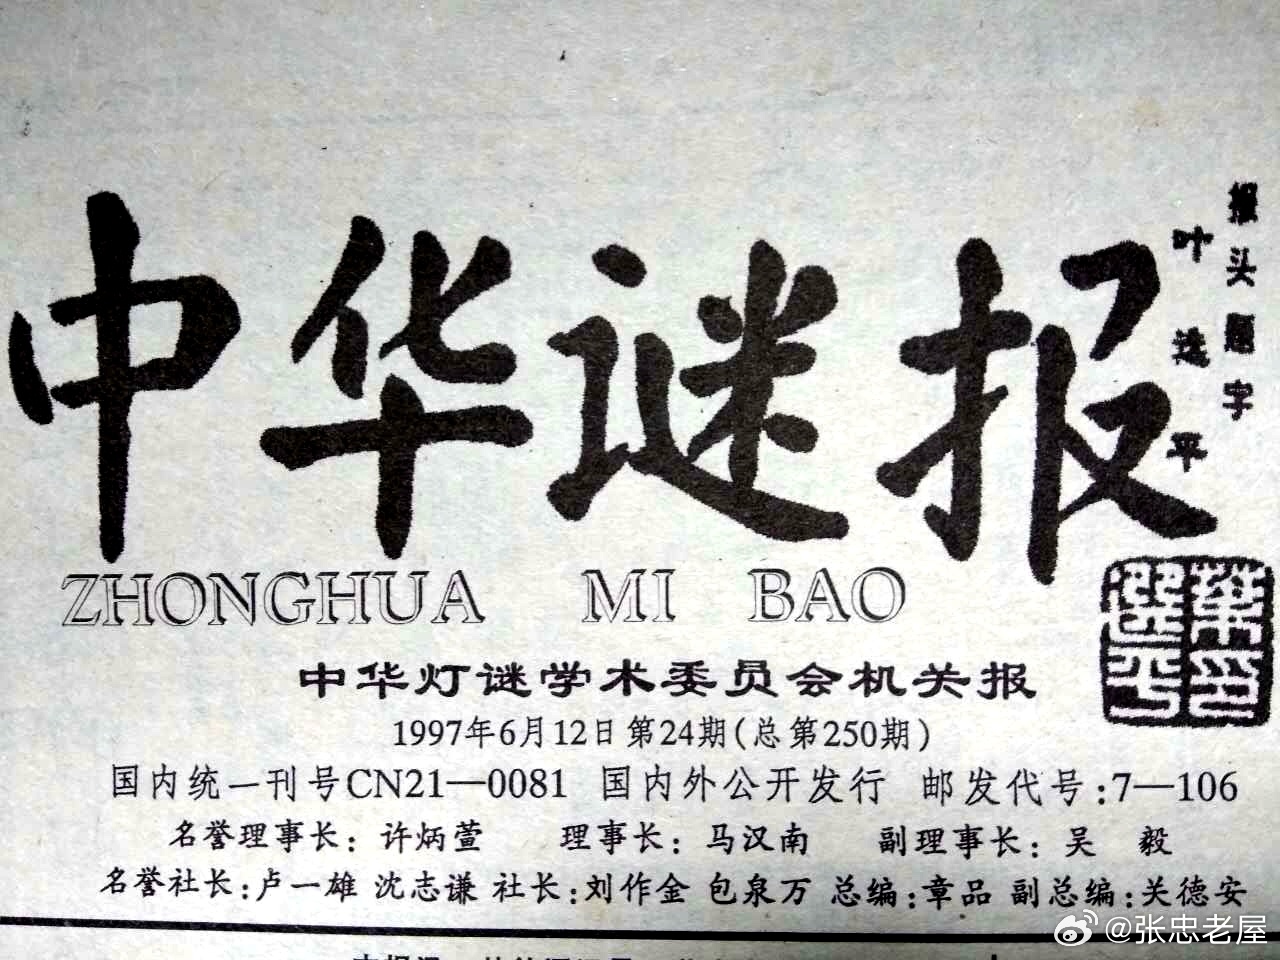 中华谜报
报头题字
叶选平
葉選平印
ZHONGHUA MI BAO
中华灯谜学术委员会机关报
1997年6月12日第24期(总第250期)
国内统一刊号CN21—0081 国内外公开发行 邮发代号:7—106
名誉理事长:许炳萱 理事长:马汉南 副理事长:吴 毅
名誉社长:卢一雄 沈志谦 社长:刘作金 包泉万 总编:章品 副总编:关德安
@张忠老屋